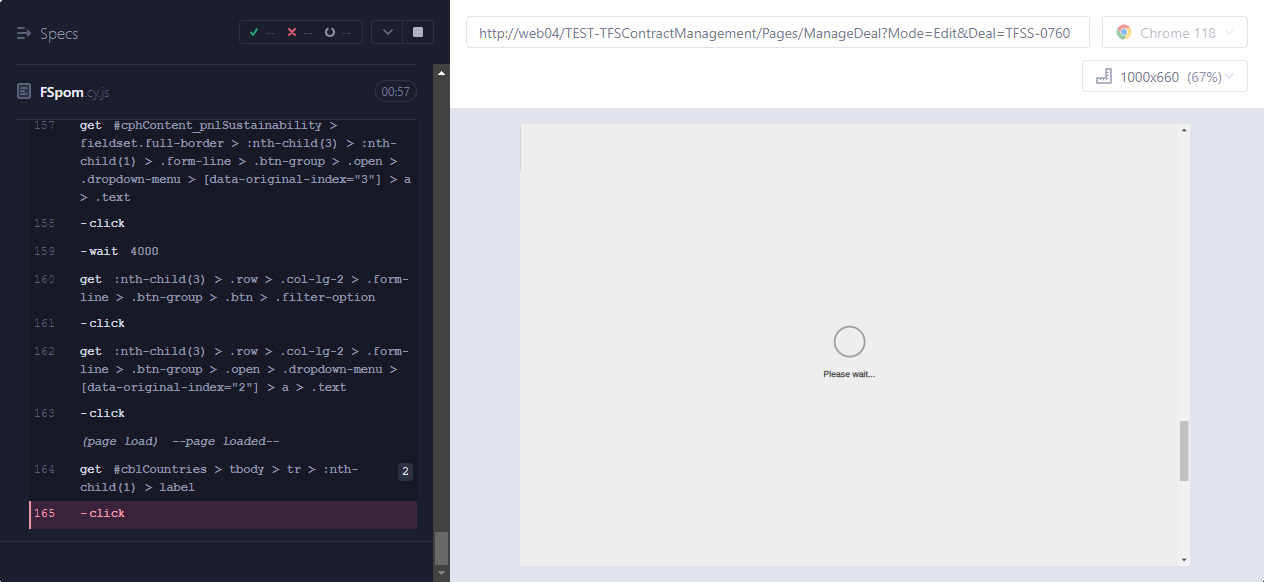 Specs
-- -- --
FSpom.cy.js
00:57
157 get #cphContent_pnlSustainability >
fieldset.full-border > :nth-child(3) > :nth-
child(1) > .form-line > .btn-group > .open >
.dropdown-menu > [data-original-index="3"] > a
> .text
158 -click
159 -wait 4000
160 get :nth-child(3) > .row > .col-lg-2 > .form-
line > .btn-group > .btn > .filter-option
161 -click
162 get :nth-child(3) > .row > .col-lg-2 > .form-
line > .btn-group > .open > .dropdown-menu >
[data-original-index="2"] > a > .text
163 -click
(page load) --page loaded--
164 get #cblCountries > tbody > tr > :nth-
child(1) > label
2
165 -click
http://web04/TEST-TFSContractManagement/Pages/ManageDeal?Mode=Edit&Deal=TFSS-0760
Chrome 118
1000x660 (67%)
Please wait...